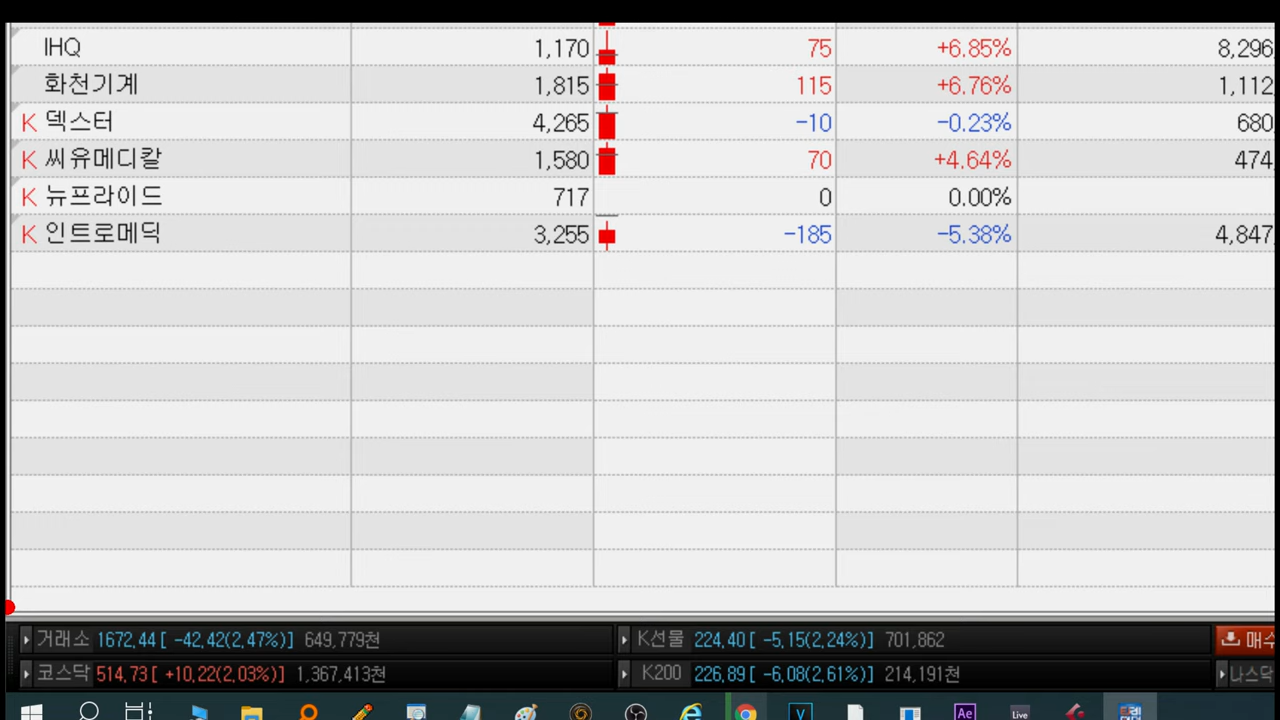 IHQ 1,170 75 +6.85% 8,296
화천기계 1,815 115 +6.76% 1,112
K 덱스터 4,265 -10 -0.23% 680
K 씨유메디칼 1,580 70 +4.64% 474
K 뉴프라이드 717 0 0.00%
K 인트로메딕 3,255 -185 -5.38% 4,847
거래소 1672,44 [ -42,42(2,47%)] 649,779천 K선물 224,40 [ -5,15(2,24%)] 701,862 매수
코스닥 514,73 [ +10,22(2,03%)] 1,367,413천 K200 226,89 [ -6,08(2,61%)] 214,191천 나스닥
V Ae Live